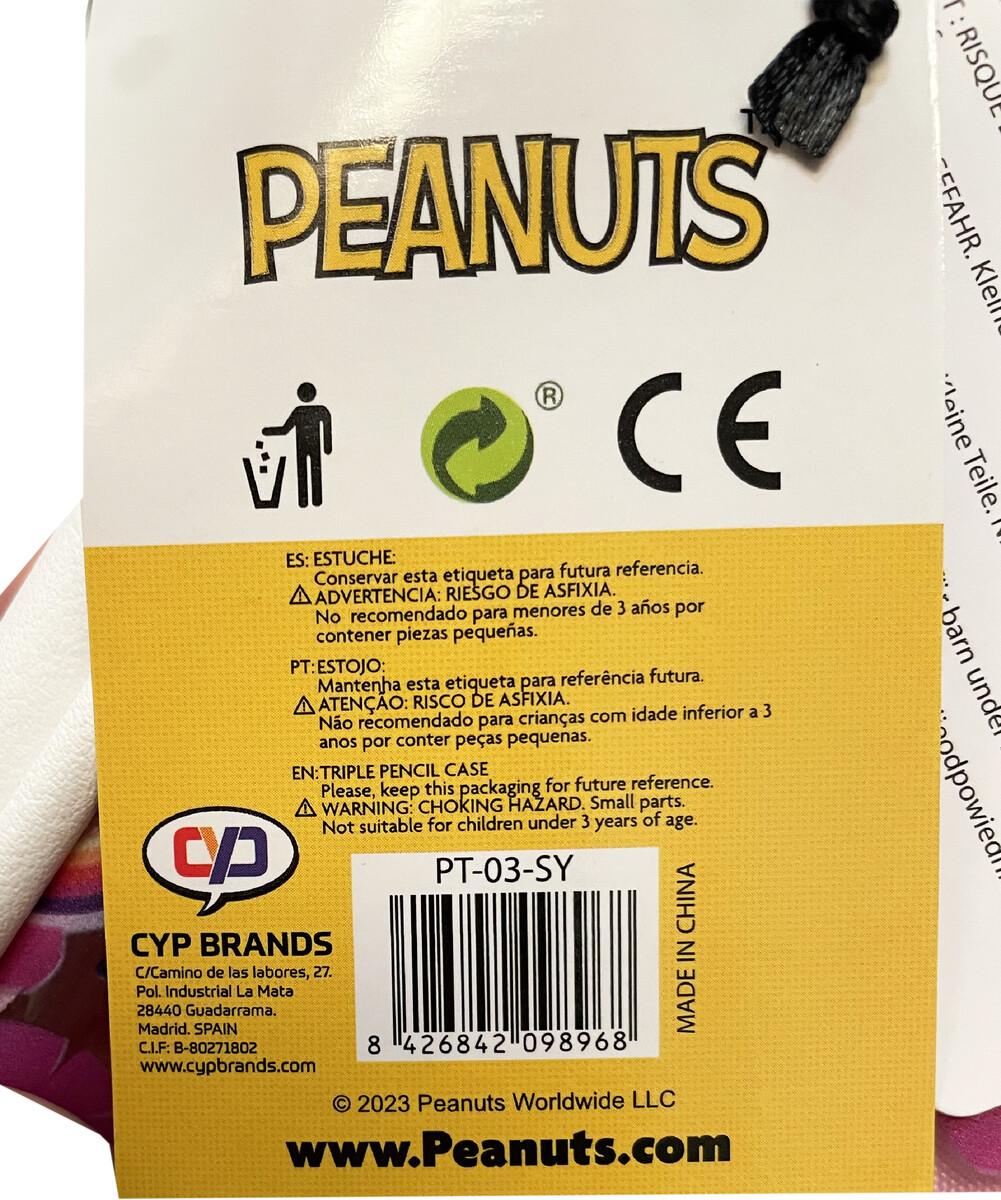 PEANUTS
®
CE
ES: ESTUCHE:
Conservar esta etiqueta para futura referencia.
⚠ ADVERTENCIA: RIESGO DE ASFIXIA.
No recomendado para menores de 3 años por
contener piezas pequeñas.
PT: ESTOJO:
Mantenha esta etiqueta para referência futura.
⚠ ATENÇÃO: RISCO DE ASFIXIA.
Não recomendado para crianças com idade inferior a 3
anos por conter peças pequenas.
EN: TRIPLE PENCIL CASE
Please, keep this packaging for future reference.
⚠ WARNING: CHOKING HAZARD. Small parts.
Not suitable for children under 3 years of age.
CYP
CYP BRANDS
C/Camino de las labores, 27.
Pol. Industrial La Mata
28440 Guadarrama.
Madrid. SPAIN
C.I.F: B-80271802
www.cypbrands.com
PT-03-SY
8 426842 098968
MADE IN CHINA
© 2023 Peanuts Worldwide LLC
www.Peanuts.com
: RISQUE
Teile.
barn under